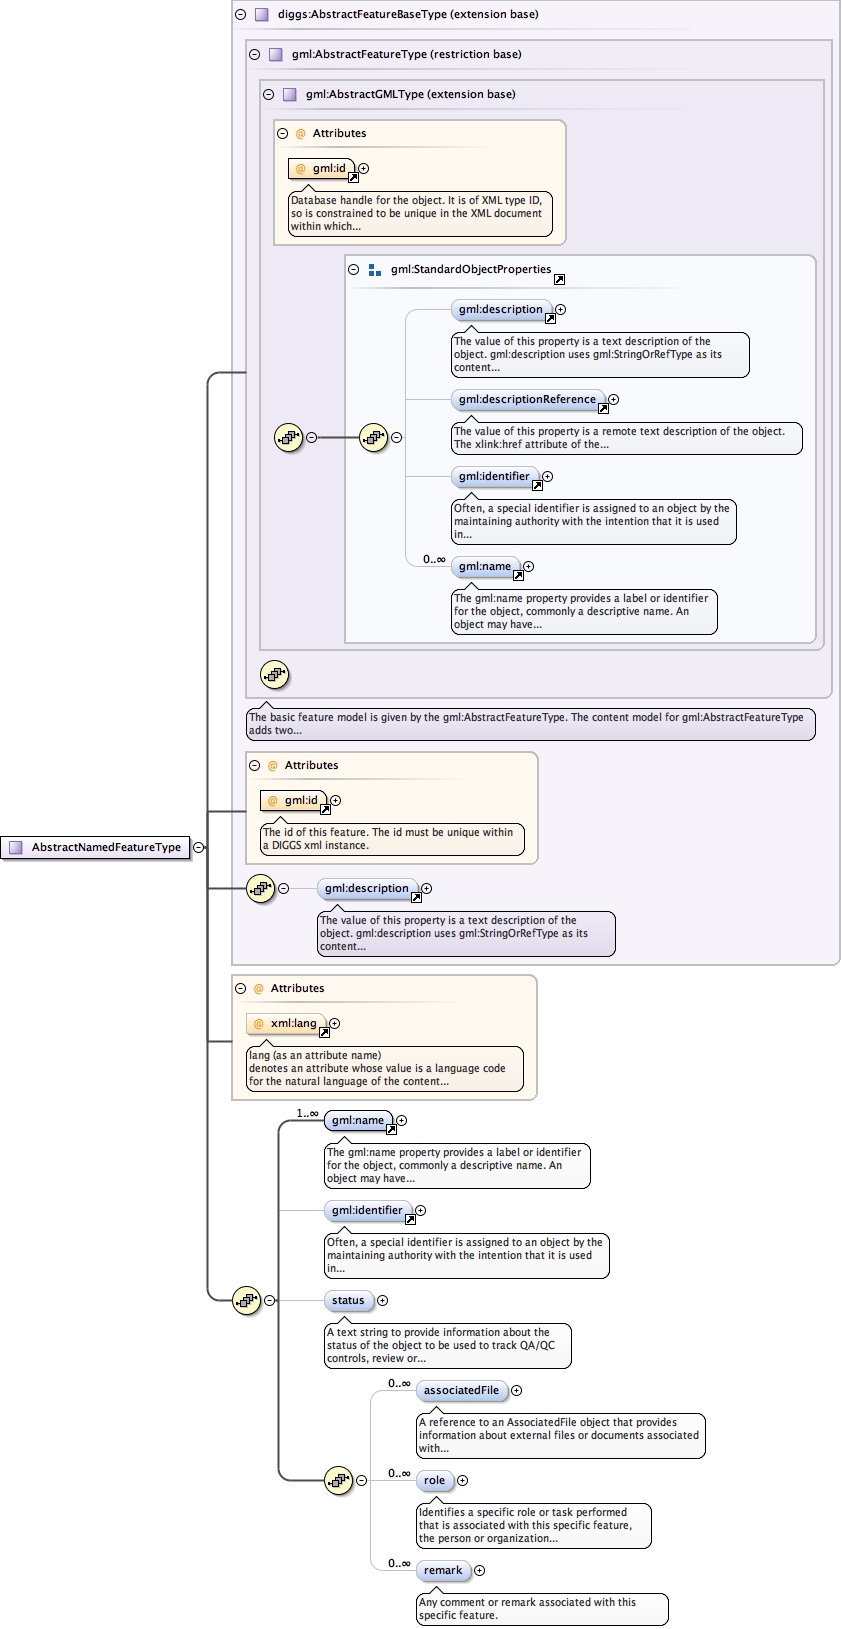 diggs:AbstractFeatureBaseType (extension base)
gml:AbstractFeatureType (restriction base)
gml:AbstractGMLType (extension base)
@ Attributes
@ gml:id
Database handle for the object. It is of XML type ID,
so is constrained to be unique in the XML document
within which...
gml:StandardObjectProperties
gml:description
The value of this property is a text description of the
object. gml:description uses gml:StringOrRefType as its
content...
gml:descriptionReference
The value of this property is a remote text description of the object.
The xlink:href attribute of the...
gml:identifier
Often, a special identifier is assigned to an object by the
maintaining authority with the intention that it is used
in...
0..∞ gml:name
The gml:name property provides a label or identifier
for the object, commonly a descriptive name. An
object may have...
The basic feature model is given by the gml:AbstractFeatureType. The content model for gml:AbstractFeatureType
adds two...
@ Attributes
@ gml:id
The id of this feature. The id must be unique within
a DIGGS xml instance.
AbstractNamedFeatureType
gml:description
The value of this property is a text description of the
object. gml:description uses gml:StringOrRefType as its
content...
@ Attributes
@ xml:lang
lang (as an attribute name)
denotes an attribute whose value is a language code
for the natural language of the content...
1..∞ gml:name
The gml:name property provides a label or identifier
for the object, commonly a descriptive name. An
object may have...
gml:identifier
Often, a special identifier is assigned to an object by the
maintaining authority with the intention that it is used
in...
status
A text string to provide information about the
status of the object to be used to track QA/QC
controls, review or...
0..∞ associatedFile
A reference to an AssociatedFile object that provides
information about external files or documents associated
with...
0..∞ role
Identifies a specific role or task performed
that is associated with this specific feature,
the person or organization...
0..∞ remark
Any comment or remark associated with this
specific feature.